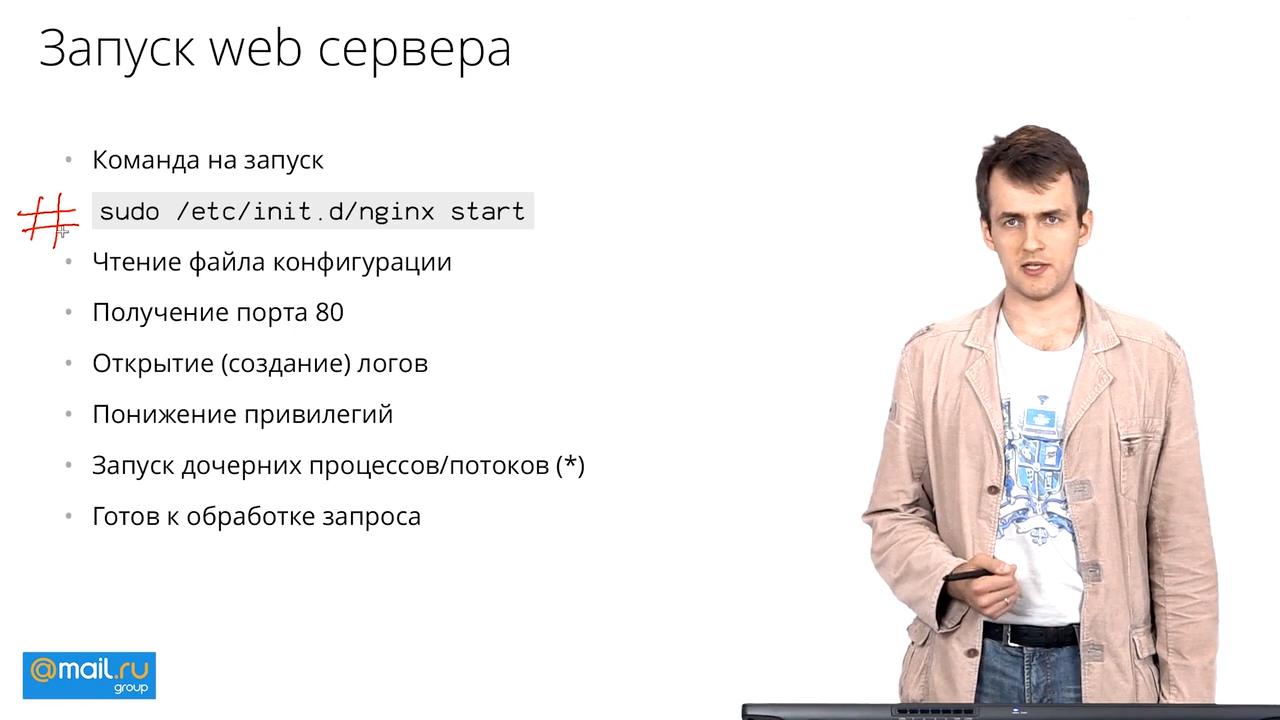 Запуск web сервера
Команда на запуск
# sudo /etc/init.d/nginx start
Чтение файла конфигурации
Получение порта 80
Открытие (создание) логов
Понижение привилегий
Запуск дочерних процессов/потоков (*)
Готов к обработке запроса
@mail.ru
group